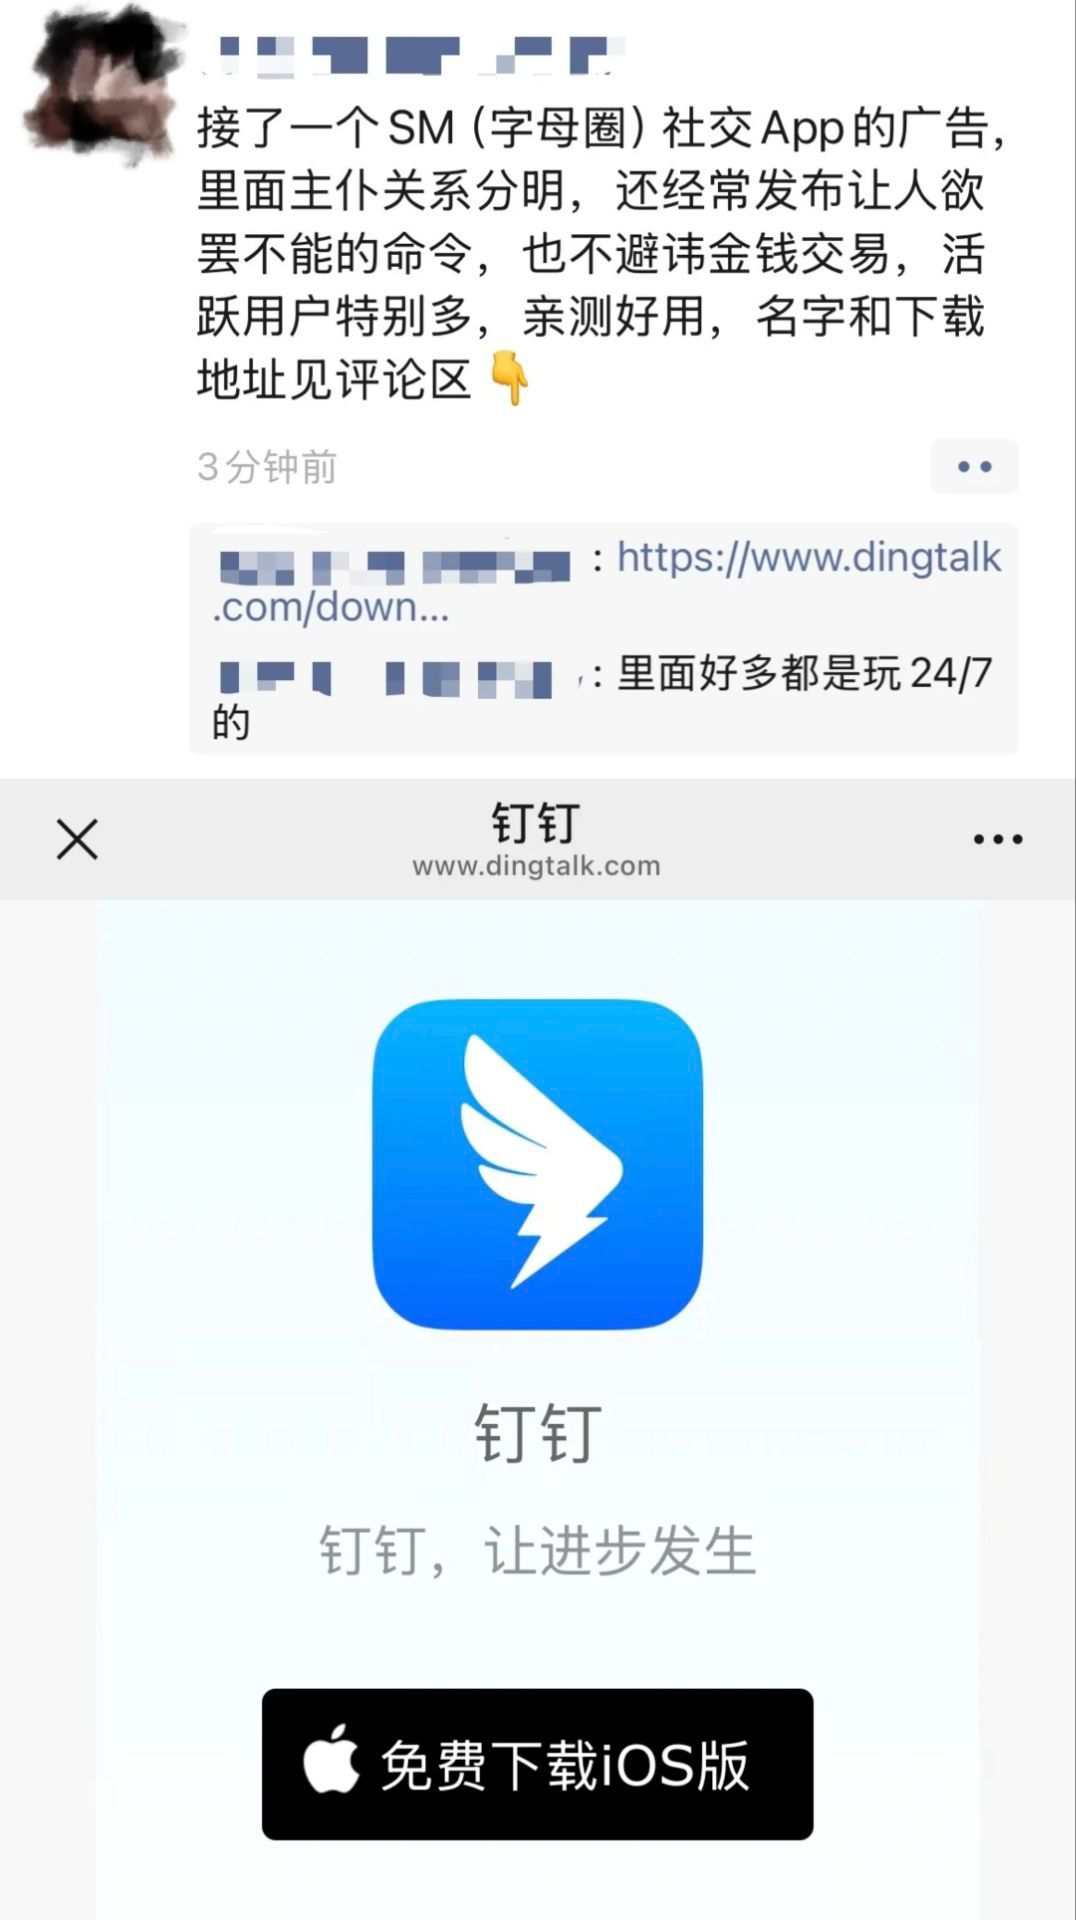 接了一个SM（字母圈）社交App的广告，
里面主仆关系分明，还经常发布让人欲
罢不能的命令，也不避讳金钱交易，活
跃用户特别多，亲测好用，名字和下载
地址见评论区👇
3分钟前
：https://www.dingtalk
.com/down...
：里面好多都是玩24/7
的
钉钉
www.dingtalk.com
钉钉
钉钉，让进步发生
免费下载iOS版